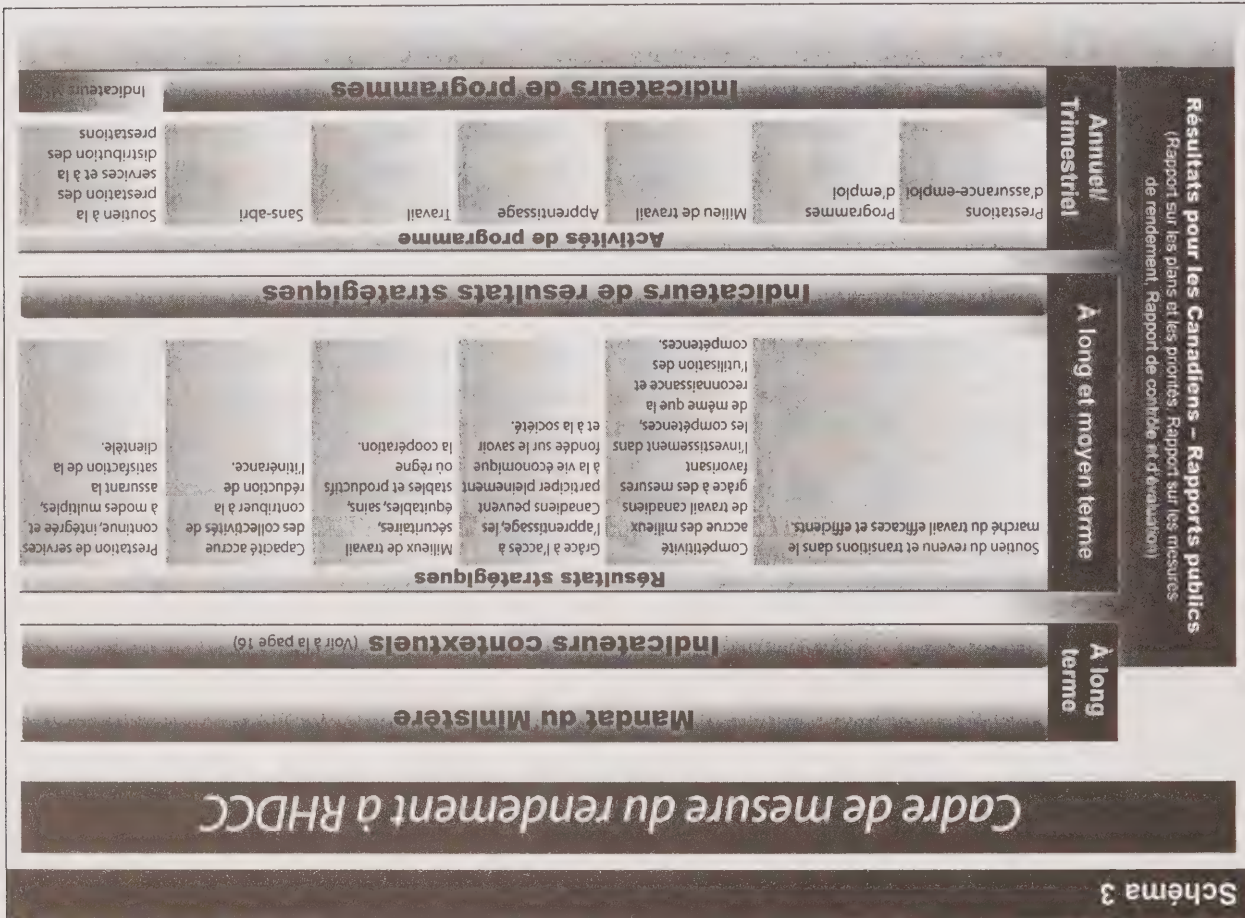 Schéma 3
Cadre de mesure du rendement à RHDCC
À long
terme
Mandat du Ministère
Indicateurs contextuels (Voir à la page 16)
À long et moyen terme
Résultats stratégiques
Soutien du revenu et transitions dans le
marché du travail efficaces et efficients.
Compétitivité
accrue des milieux
de travail canadiens
grâce à des mesures
favorisant
l'investissement dans
les compétences,
de même que la
reconnaissance et
l'utilisation des
compétences.
Grâce à l'accès à
l'apprentissage, les
Canadiens peuvent
participer pleinement
à la vie économique
fondée sur le savoir
et à la société.
Milieux de travail
sécuritaires,
équitables, sains,
stables et productifs
où règne
la coopération.
Capacité accrue
des collectivités de
contribuer à la
réduction de
l'itinérance.
Prestation de services
continue, intégrée et
à modes multiples,
assurant la
satisfaction de la
clientèle.
Indicateurs de résultats stratégiques
Annuel/
Trimestriel
Activités de programme
Prestations
d'assurance-emploi
Programmes
d'emploi
Milieu de travail
Apprentissage
Travail
Sans-abri
Soutien à la
prestation des
services et à la
distribution des
prestations
Indicateurs de programmes
Indicateurs
Résultats pour les Canadiens – Rapports publics
(Rapport sur les plans et les priorités, Rapport sur les mesures
de rendement, Rapport de contrôle et d'évaluation)